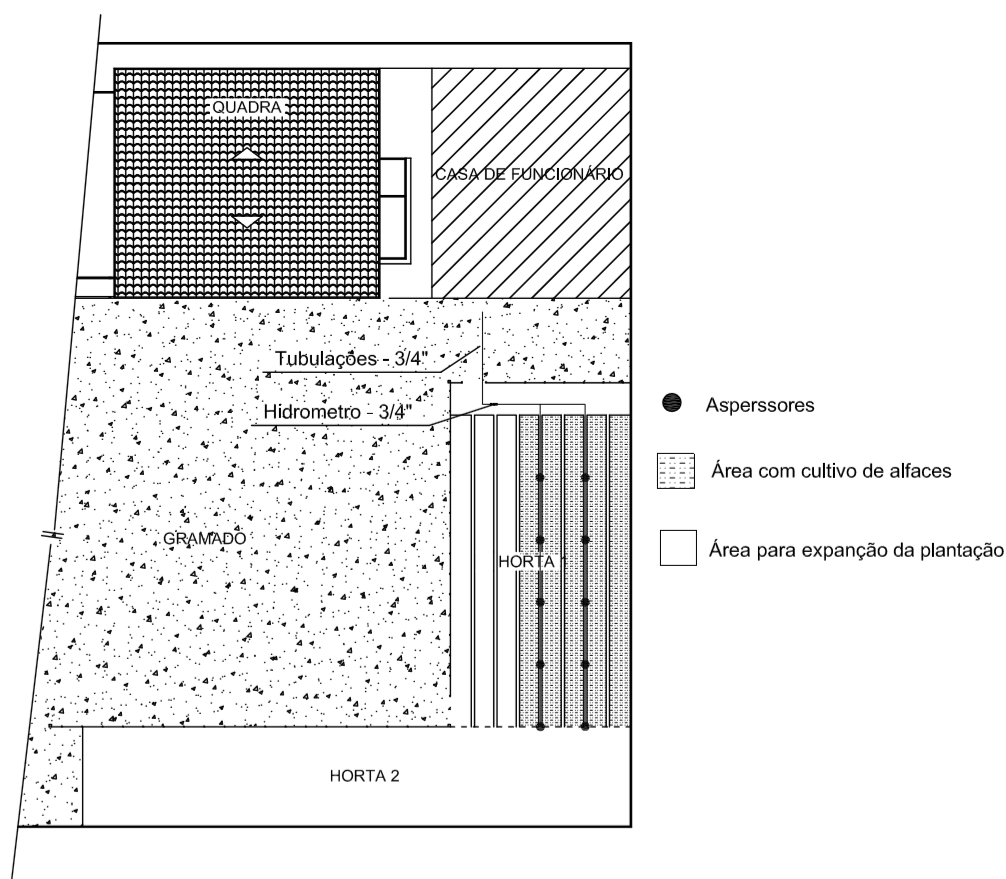 QUADRA
CASA DE FUNCIONÁRIO
Tubulações - 3/4"
Hidrometro - 3/4"
Asperssores
Área com cultivo de alfaces
GRAMADO
HORTA 1
Área para expanção da plantação
HORTA 2